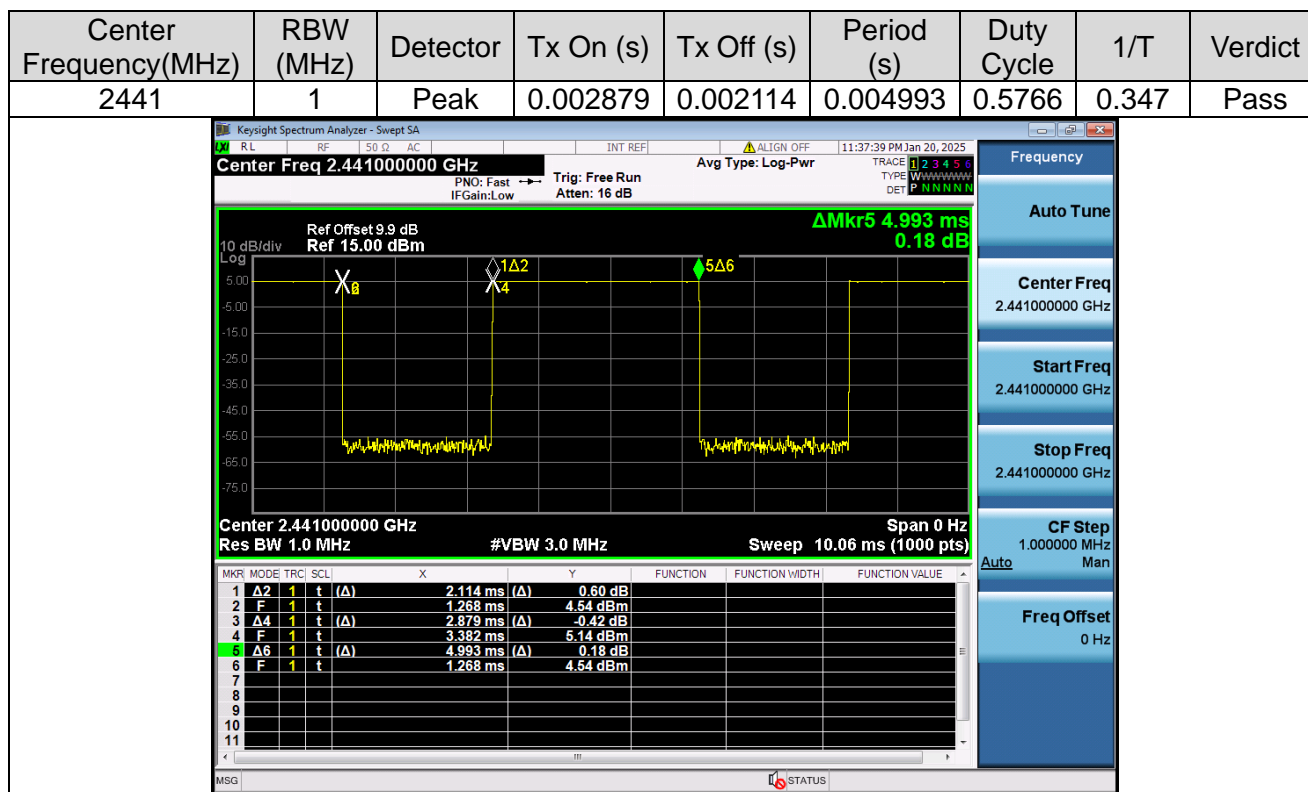 Center Frequency(MHz) RBW (MHz) Detector Tx On (s) Tx Off (s) Period (s) Duty Cycle 1/T Verdict
2441 1 Peak 0.002879 0.002114 0.004993 0.5766 0.347 Pass
Keysight Spectrum Analyzer - Swept SA
LXI RL RF 50 Ω AC INT REF ALIGN OFF 11:37:39 PM Jan 20, 2025
Center Freq 2.441000000 GHz
Avg Type: Log-Pwr
TRACE 1 2 3 4 5 6
PNO: Fast
IFGain:Low
Trig: Free Run
Atten: 16 dB
TYPE WWWWWW
DET P N N N N N
ΔMkr5 4.993 ms
0.18 dB
Ref Offset 9.9 dB
10 dB/div Ref 15.00 dBm
Log
1Δ2
5Δ6
4
5.00
-5.00
-15.0
-25.0
-35.0
-45.0
-55.0
-65.0
-75.0
Center 2.441000000 GHz Span 0 Hz
Res BW 1.0 MHz #VBW 3.0 MHz Sweep 10.06 ms (1000 pts)
MKR MODE TRC SCL X Y FUNCTION FUNCTION WIDTH FUNCTION VALUE
1 Δ2 1 t (Δ) 2.114 ms (Δ) 0.60 dB
2 F 1 t 1.268 ms 4.54 dBm
3 Δ4 1 t (Δ) 2.879 ms (Δ) -0.42 dB
4 F 1 t 3.382 ms 5.14 dBm
5 Δ6 1 t (Δ) 4.993 ms (Δ) 0.18 dB
6 F 1 t 1.268 ms 4.54 dBm
7
8
9
10
11
MSG STATUS
Frequency
Auto Tune
Center Freq
2.441000000 GHz
Start Freq
2.441000000 GHz
Stop Freq
2.441000000 GHz
CF Step
1.000000 MHz
Auto Man
Freq Offset
0 Hz